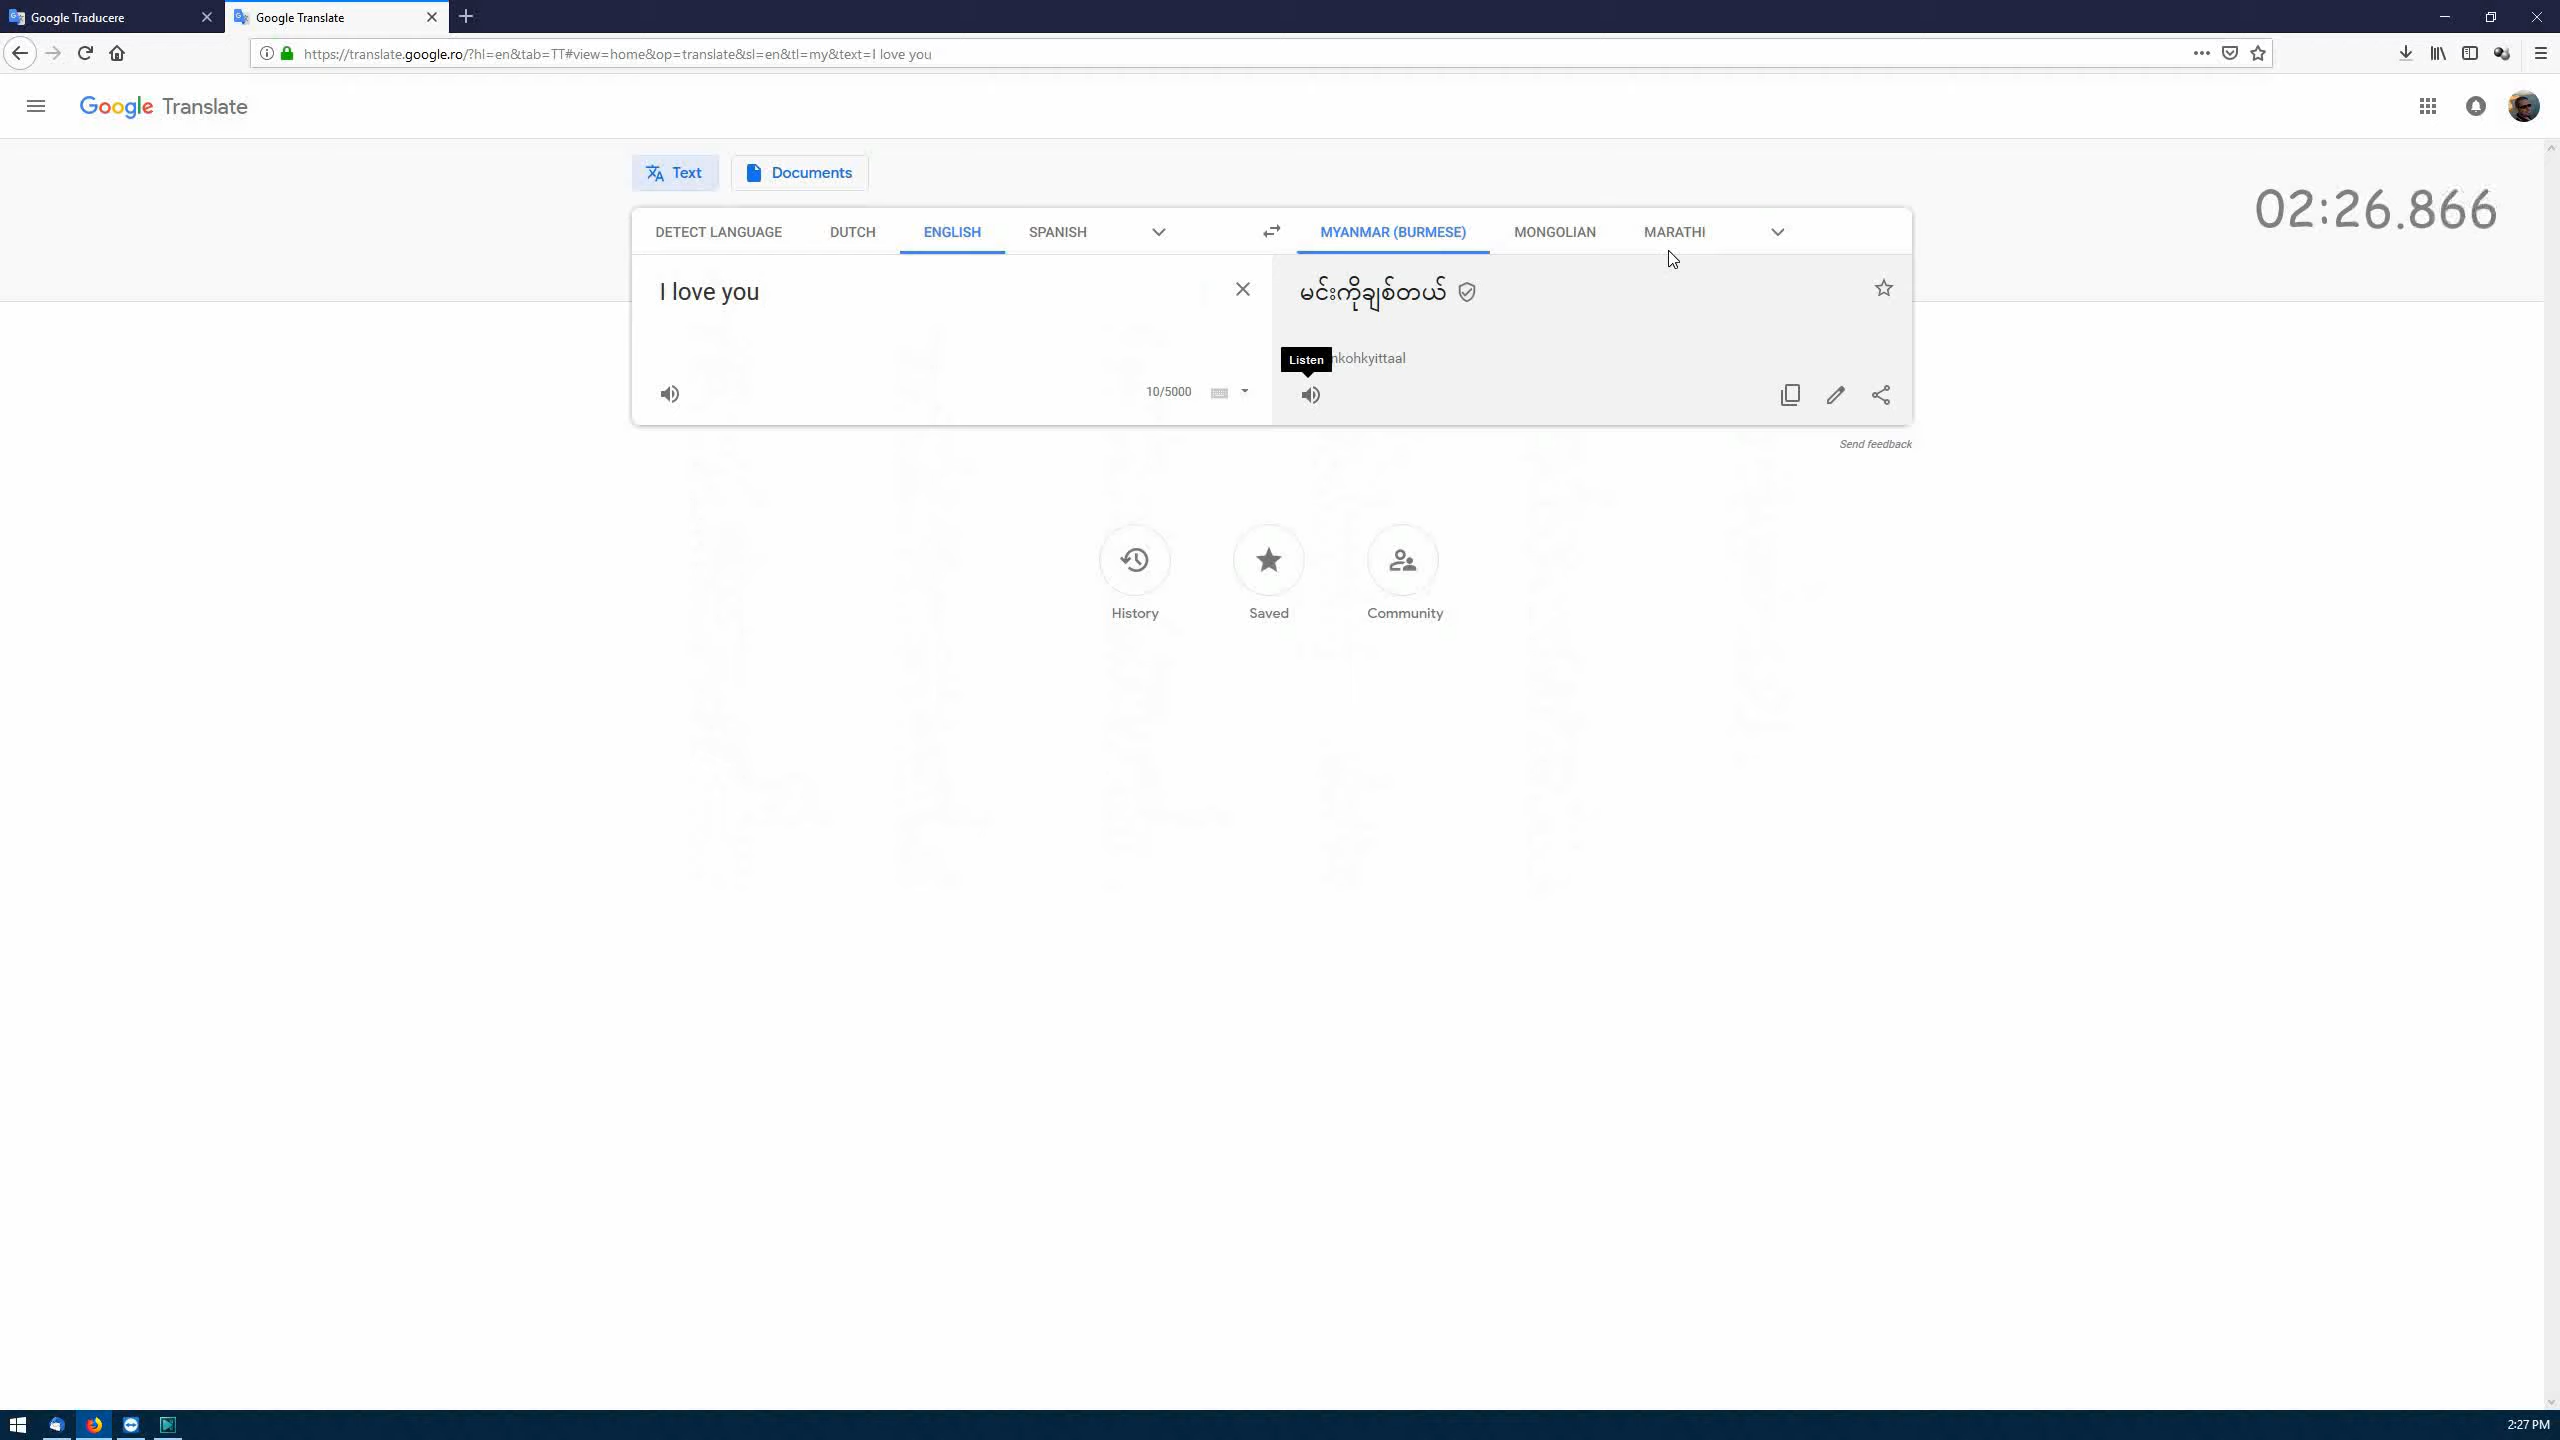 Google Traducere
Google Translate
https://translate.google.ro/?hl=en&tab=TT#view=home&op=translate&sl=en&tl=my&text=I love you
Google Translate
Text
Documents
02:26.866
DETECT LANGUAGE
DUTCH
ENGLISH
SPANISH
MYANMAR (BURMESE)
MONGOLIAN
MARATHI
I love you
မင်းကိုချစ်တယ်
Listen
10/5000
Send feedback
History
Saved
Community
2:27 PM